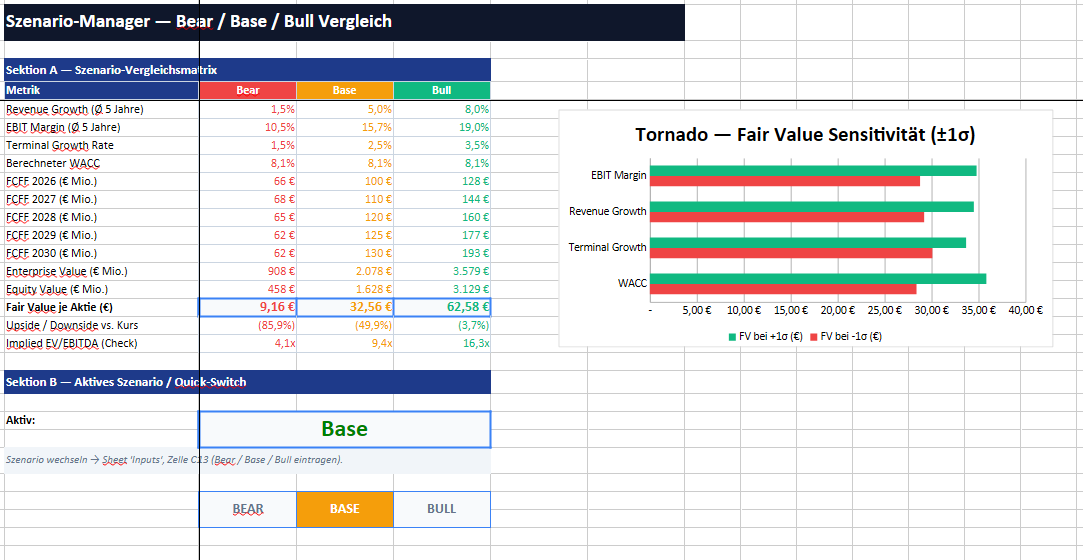 Szenario-Manager — Bear / Base / Bull Vergleich
Sektion A — Szenario-Vergleichsmatrix
Metrik Bear Base Bull
Revenue Growth (Ø 5 Jahre) 1,5% 5,0% 8,0%
EBIT Margin (Ø 5 Jahre) 10,5% 15,7% 19,0%
Terminal Growth Rate 1,5% 2,5% 3,5%
Berechneter WACC 8,1% 8,1% 8,1%
FCFF 2026 (€ Mio.) 66 € 100 € 128 €
FCFF 2027 (€ Mio.) 68 € 110 € 144 €
FCFF 2028 (€ Mio.) 65 € 120 € 160 €
FCFF 2029 (€ Mio.) 62 € 125 € 177 €
FCFF 2030 (€ Mio.) 62 € 130 € 193 €
Enterprise Value (€ Mio.) 908 € 2.078 € 3.579 €
Equity Value (€ Mio.) 458 € 1.628 € 3.129 €
Fair Value je Aktie (€) 9,16 € 32,56 € 62,58 €
Upside / Downside vs. Kurs (85,9%) (49,9%) (3,7%)
Implied EV/EBITDA (Check) 4,1x 9,4x 16,3x
Tornado — Fair Value Sensitivität (±1σ)
EBIT Margin
Revenue Growth
Terminal Growth
WACC
- 5,00 € 10,00 € 15,00 € 20,00 € 25,00 € 30,00 € 35,00 € 40,00 €
FV bei +1σ (€) FV bei -1σ (€)
Sektion B — Aktives Szenario / Quick-Switch
Aktiv:
Base
Szenario wechseln → Sheet 'Inputs', Zelle C13 (Bear / Base / Bull eintragen).
BEAR BASE BULL